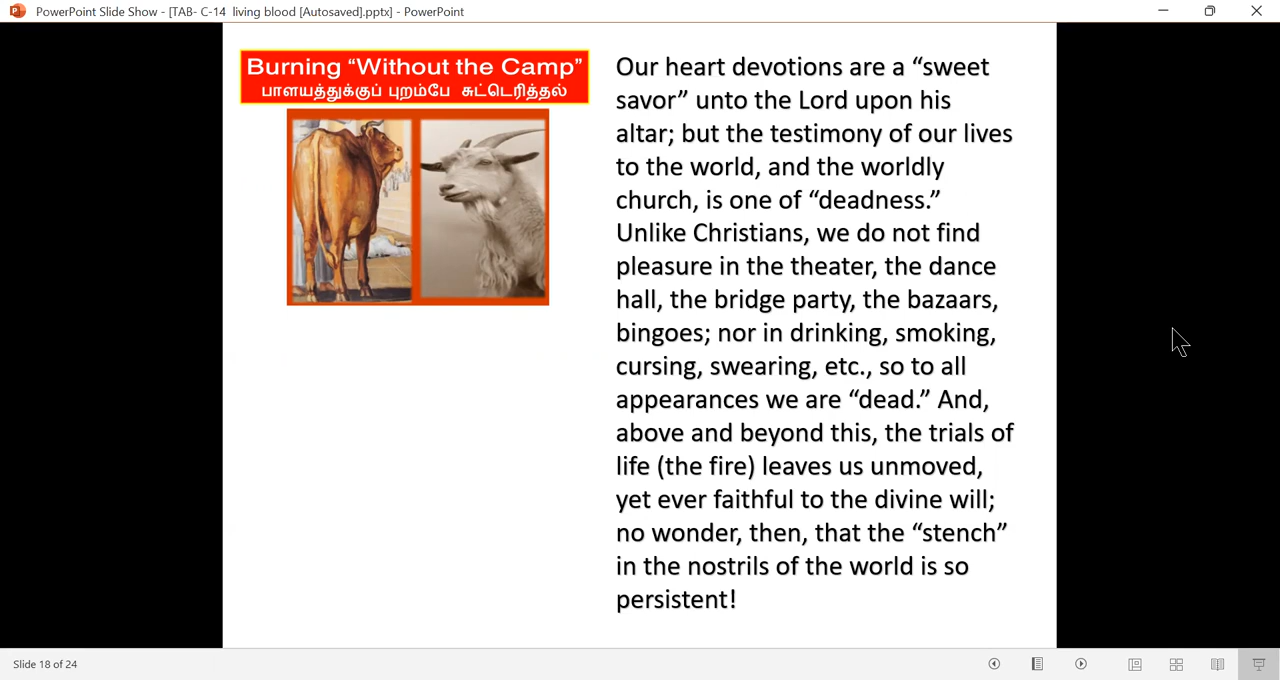 PowerPoint Slide Show - [TAB- C-14 living blood [Autosaved].pptx] - PowerPoint
Burning “Without the Camp”
பாளயத்துக்குப் புறம்பே சுட்டெரித்தல்
Our heart devotions are a “sweet
savor” unto the Lord upon his
altar; but the testimony of our lives
to the world, and the worldly
church, is one of “deadness.”
Unlike Christians, we do not find
pleasure in the theater, the dance
hall, the bridge party, the bazaars,
bingoes; nor in drinking, smoking,
cursing, swearing, etc., so to all
appearances we are “dead.” And,
above and beyond this, the trials of
life (the fire) leaves us unmoved,
yet ever faithful to the divine will;
no wonder, then, that the “stench”
in the nostrils of the world is so
persistent!
Slide 18 of 24